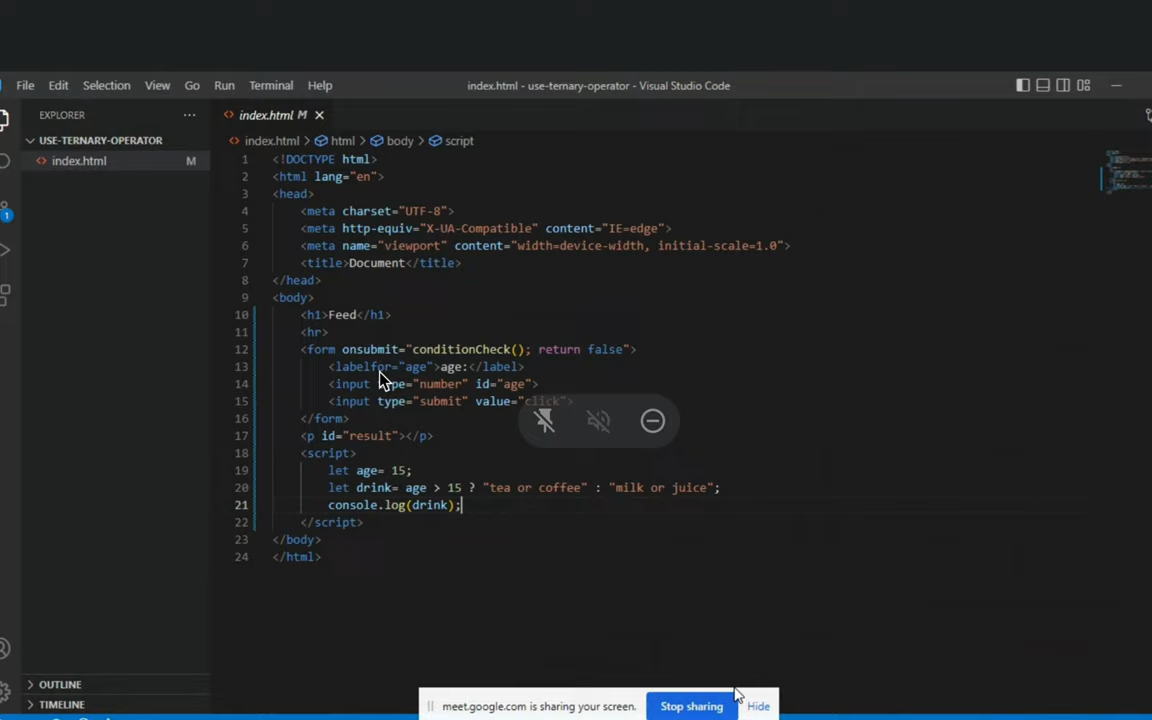 File Edit Selection View Go Run Terminal Help
index.html - use-ternary-operator - Visual Studio Code
EXPLORER
USE-TERNARY-OPERATOR
index.html M
1
index.html M
index.html > html > body > script
1 <!DOCTYPE html>
2 <html lang="en">
3 <head>
4 <meta charset="UTF-8">
5 <meta http-equiv="X-UA-Compatible" content="IE=edge">
6 <meta name="viewport" content="width=device-width, initial-scale=1.0">
7 <title>Document</title>
8 </head>
9 <body>
10 <h1>Feed</h1>
11 <hr>
12 <form onsubmit="conditionCheck(); return false">
13 <labelfor="age">age:</label>
14 <input type="number" id="age">
15 <input type="submit" value="click">
16 </form>
17 <p id="result"></p>
18 <script>
19 let age= 15;
20 let drink= age > 15 ? "tea or coffee" : "milk or juice";
21 console.log(drink);
22 </script>
23 </body>
24 </html>
OUTLINE
TIMELINE
meet.google.com is sharing your screen. Stop sharing Hide